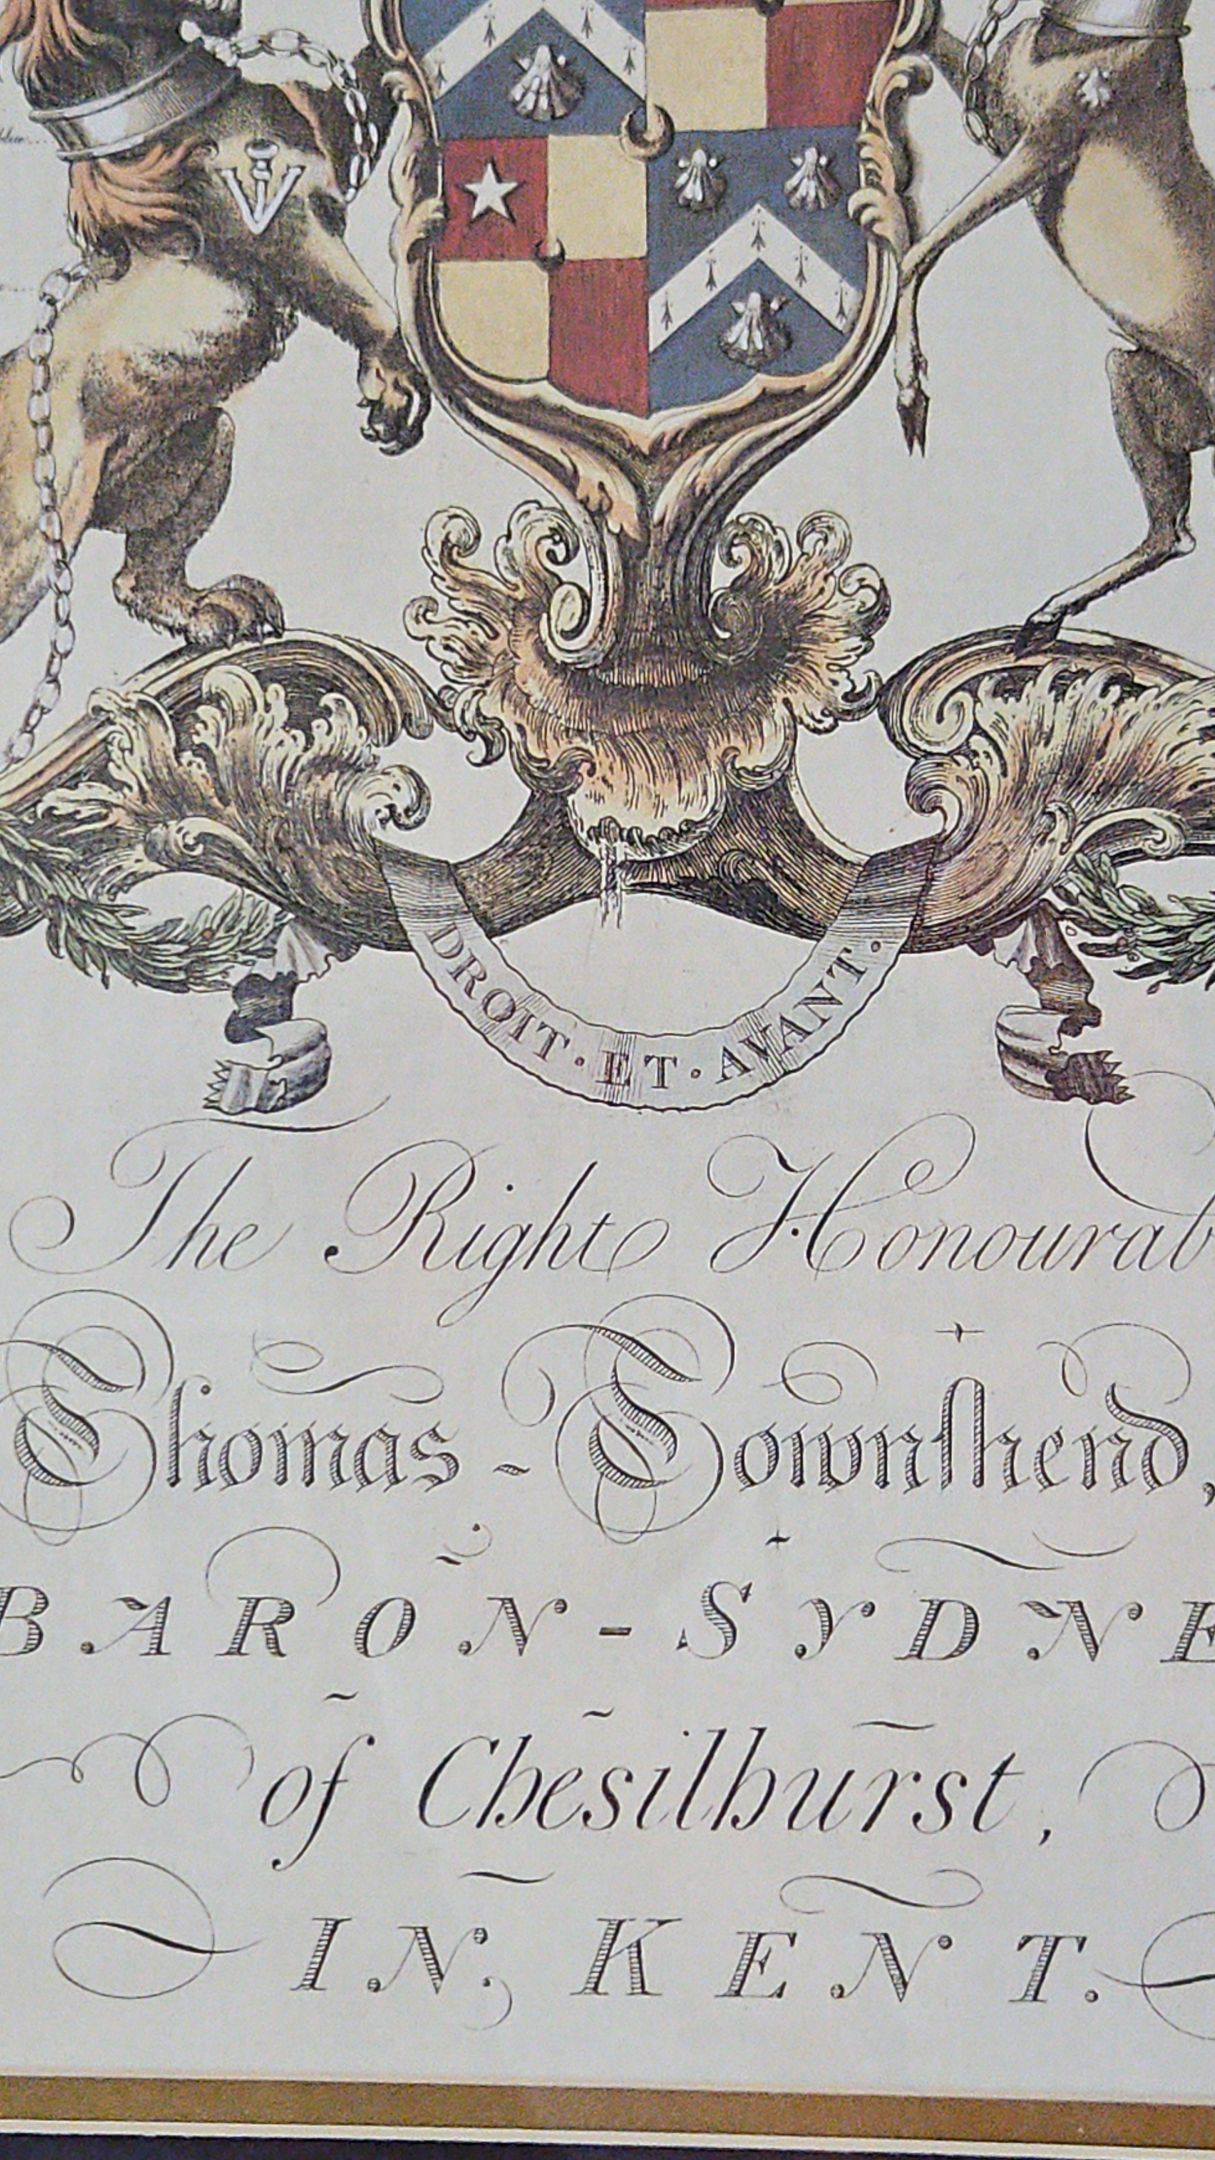 DROIT · ET · AVANT ·
The Right Honourab
Thomas - Townſhend,
BARON - SYDNE
of Chesilhurst,
IN, KENT.